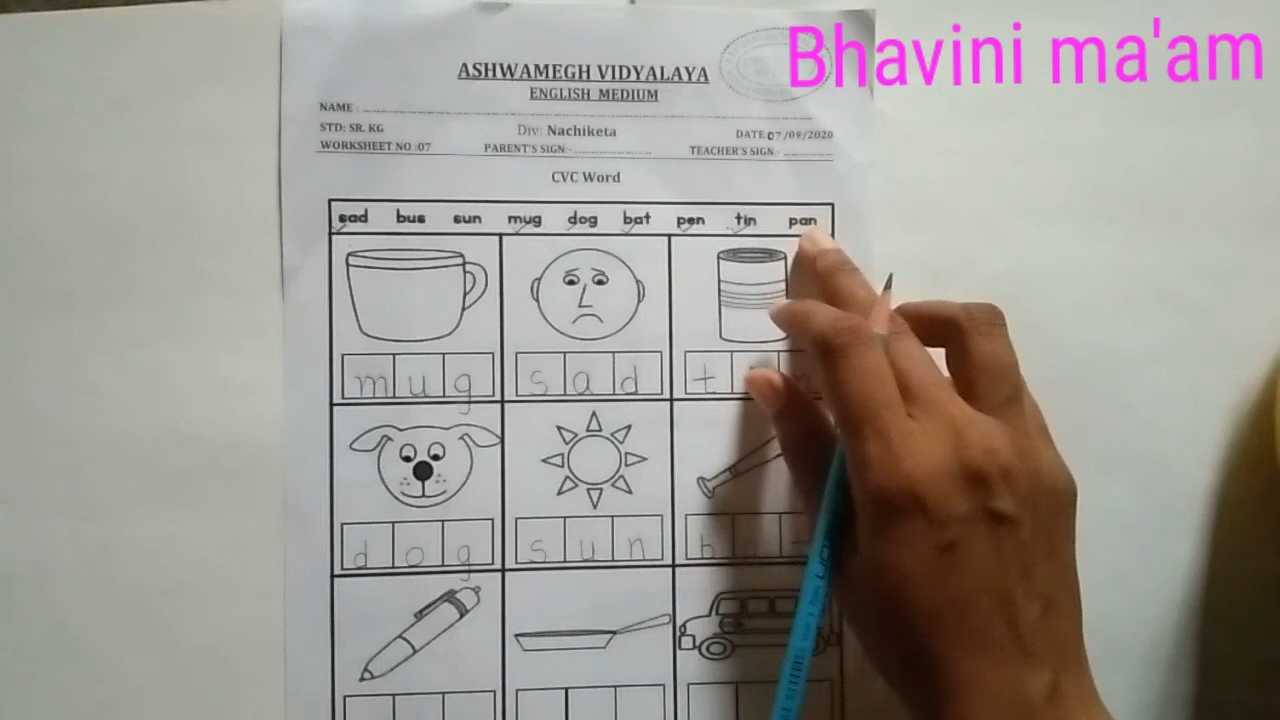 Bhavini ma'am
ASHWAMEGH VIDYALAYA
ENGLISH MEDIUM
NAME :
STD: SR. KG Div: Nachiketa DATE 07/08/2020
WORKSHEET NO :07 PARENT'S SIGN:- TEACHER'S SIGN.-
CVC Word
sad bus sun mug dog bat pen tin pan
mug sad t n
dog sun b